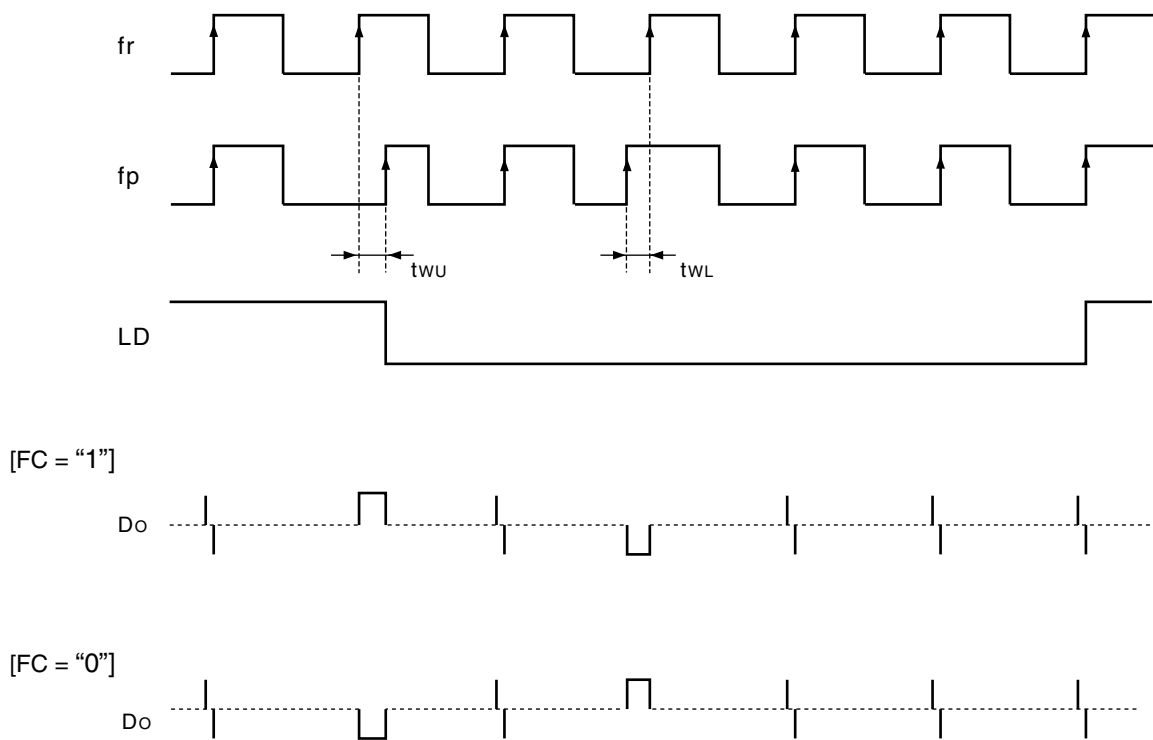 fr
fp
tWU
tWL
LD
[FC = “1”]
DO
[FC = “0”]
DO